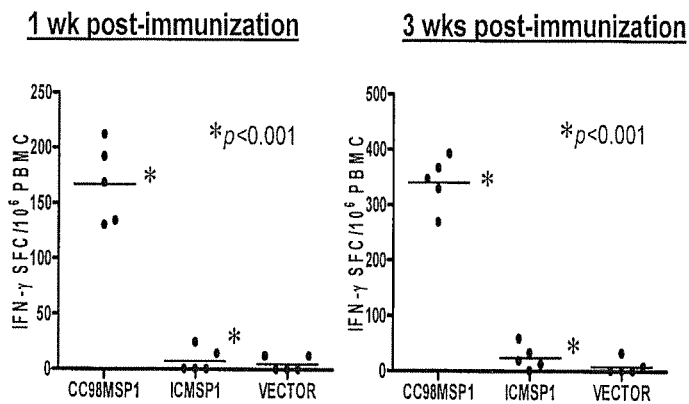 1 wk post-immunization
3 wks post-immunization
IFN-γ SFC/10⁶ PBMC
250
200
150
100
50
0
*p<0.001
*
*
CC98MSP1 ICMSP1 VECTOR
IFN-γ SFC/10⁶ PBMC
500
400
300
200
100
0
*p<0.001
*
*
CC98MSP1 ICMSP1 VECTOR